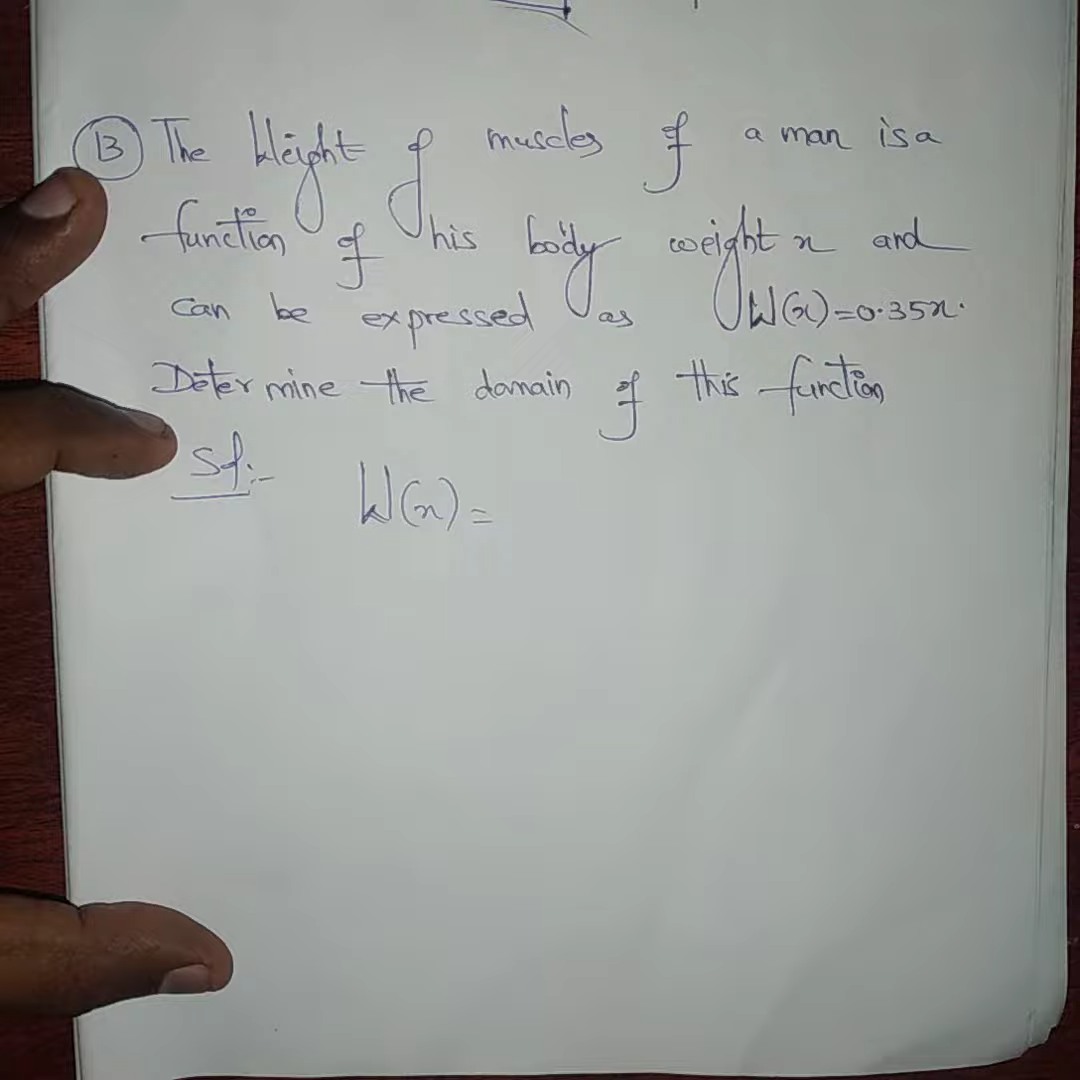 13 The Weight of muscles of a man is a
function of his body weight x and
can be expressed as W(x)=0.35x.
Determine the domain of this function
Sol:-
W(x)=